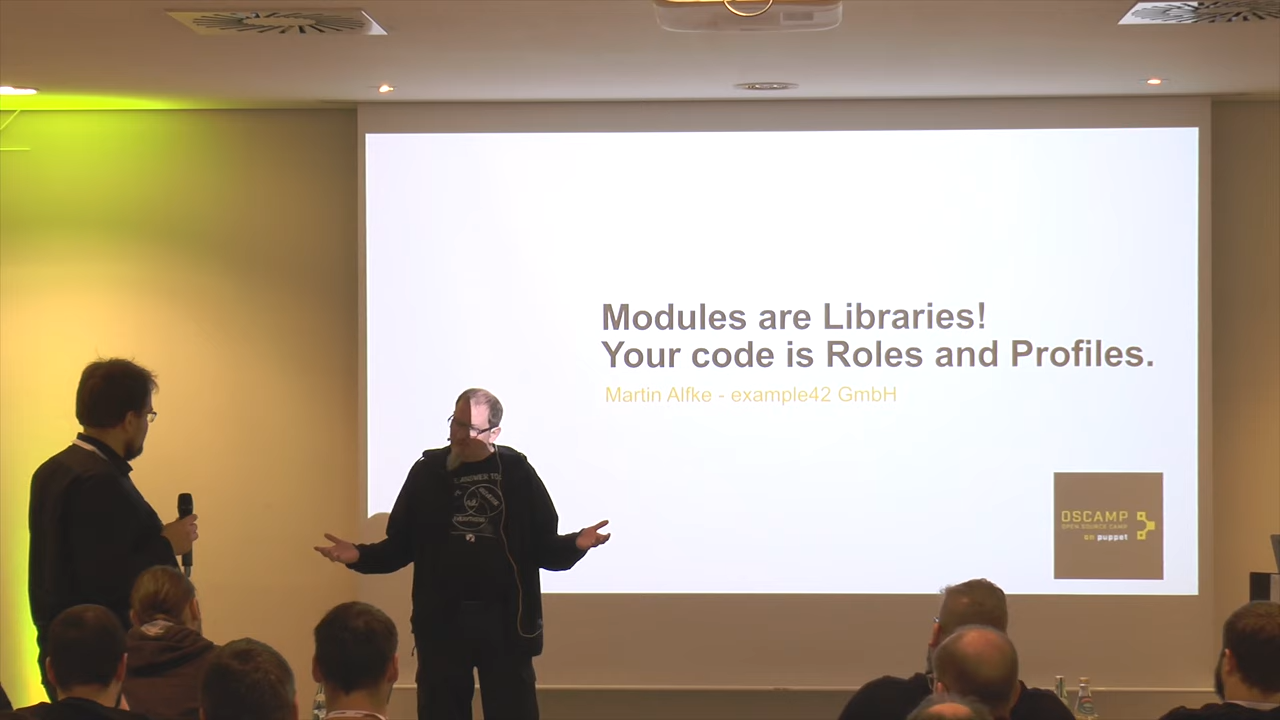 Modules are Libraries!
Your code is Roles and Profiles.
Martin Alfke - example42 GmbH
OSCAMP
OPEN SOURCE CAMP
on puppet